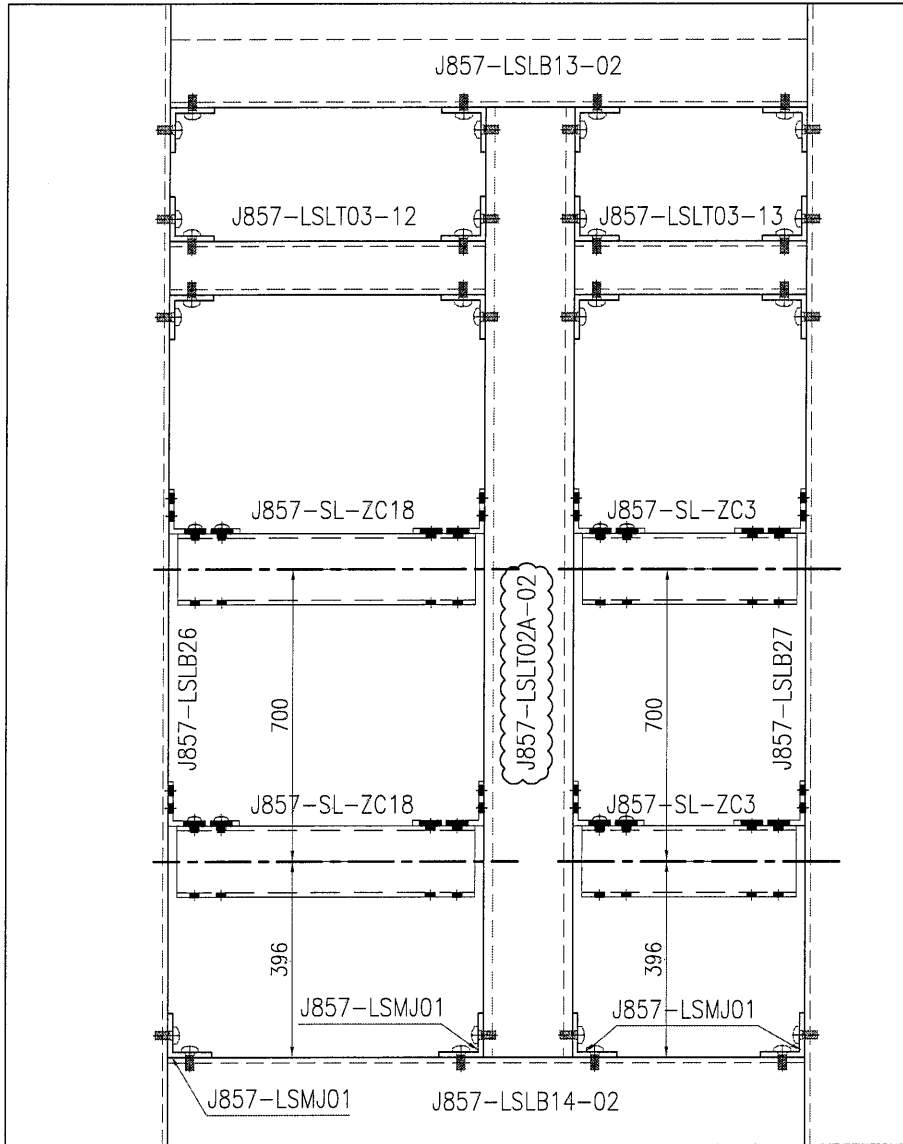 J857-LSLB13-02
J857-LSLT03-12
J857-LSLT03-13
J857-SL-ZC18
J857-SL-ZC3
J857-LSLB26
700
J857-LSLT02A-02
700
J857-LSLB27
J857-SL-ZC18
J857-SL-ZC3
396
396
J857-LSMJ01
J857-LSMJ01
J857-LSMJ01
J857-LSLB14-02